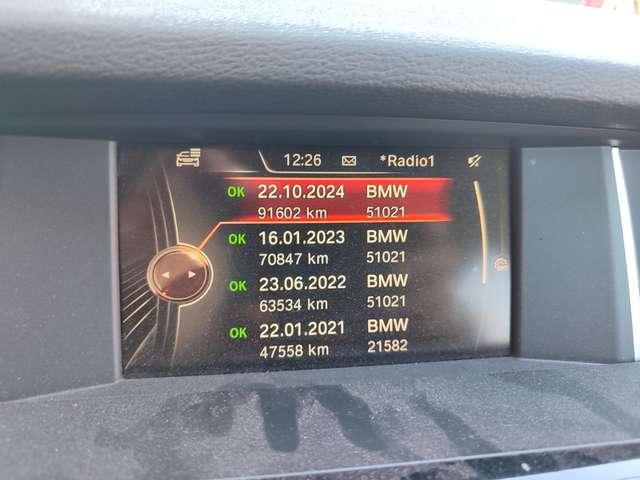 12:26 *Radio1
OK 22.10.2024 BMW
91602 km 51021
OK 16.01.2023 BMW
70847 km 51021
OK 23.06.2022 BMW
63534 km 51021
OK 22.01.2021 BMW
47558 km 21582